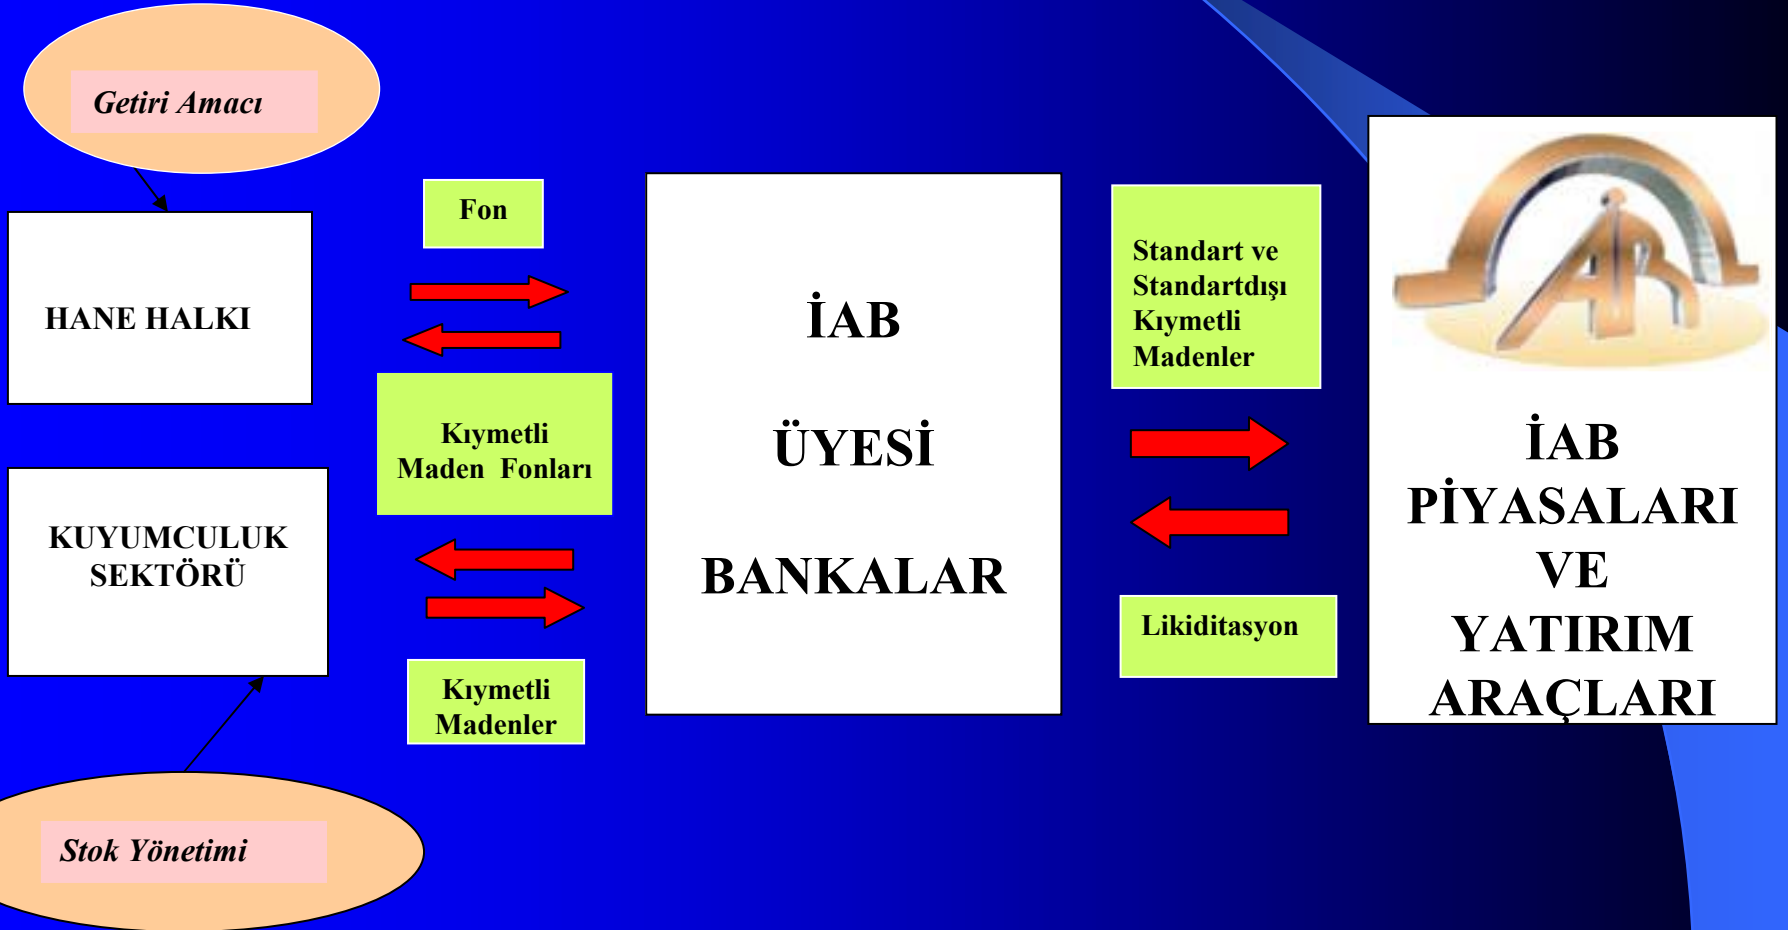 Getiri Amacı
HANE HALKI
KUYUMCULUK
SEKTÖRÜ
Stok Yönetimi
Fon
Kıymetli
Maden Fonları
Kıymetli
Madenler
İAB
ÜYESİ
BANKALAR
Standart ve
Standartdışı
Kıymetli
Madenler
Likiditasyon
İAB
PİYASALARI
VE
YATIRIM
ARAÇLARI